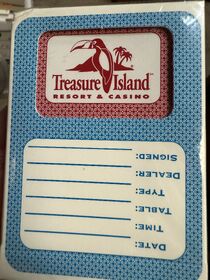 Treasure Island
RESORT & CASINO
DATE:
TIME:
TABLE:
TYPE:
DEALER:
SIGNED: